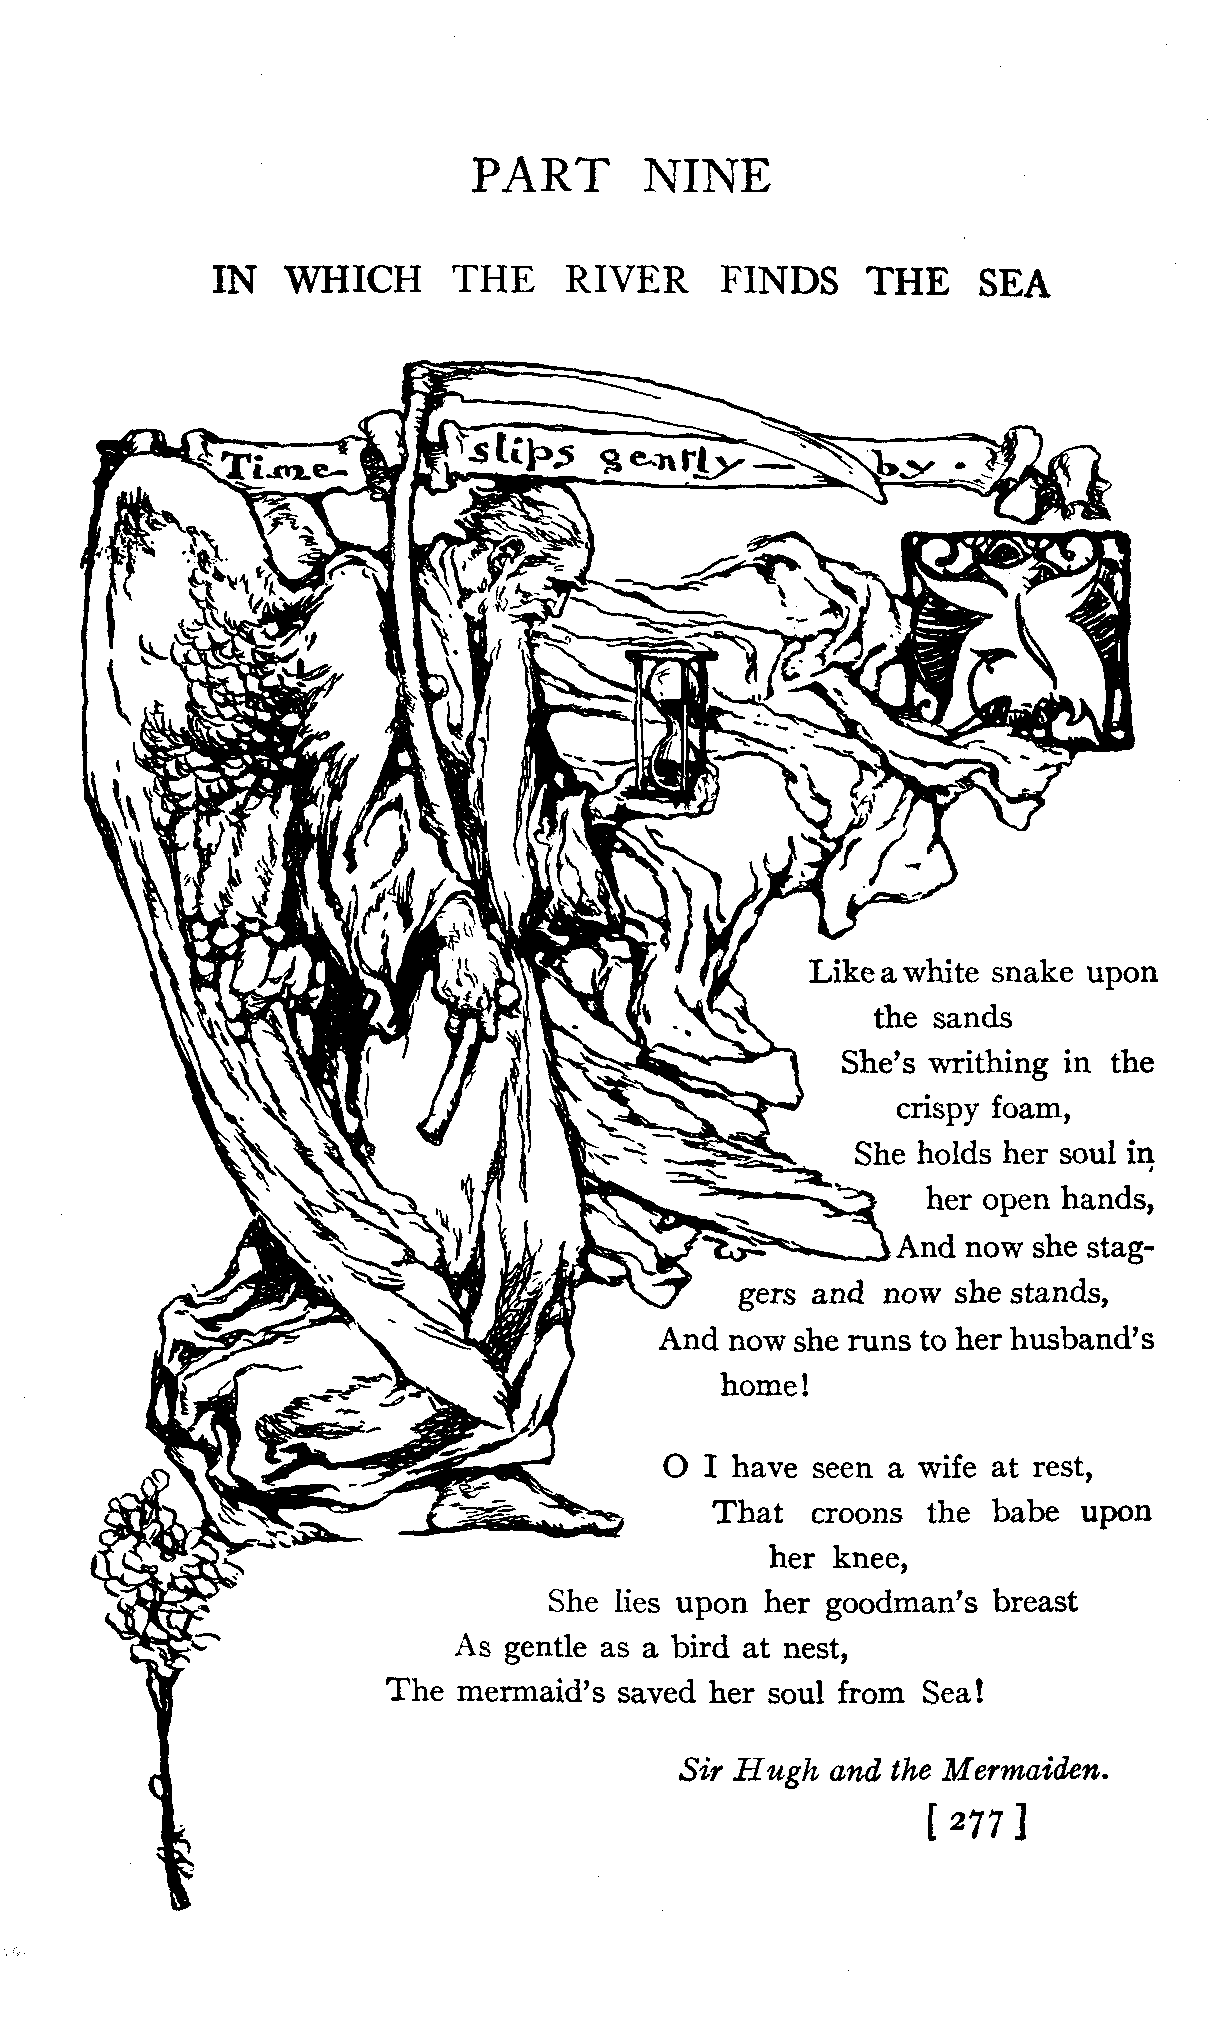 PART NINE
IN WHICH THE RIVER FINDS THE SEA
Time slips gently — by.
Like a white snake upon
the sands
She's writhing in the
crispy foam,
She holds her soul in
her open hands,
And now she stag-
gers and now she stands,
And now she runs to her husband's
home!
O I have seen a wife at rest,
That croons the babe upon
her knee,
She lies upon her goodman's breast
As gentle as a bird at nest,
The mermaid's saved her soul from Sea!
Sir Hugh and the Mermaiden.
[ 277 ]